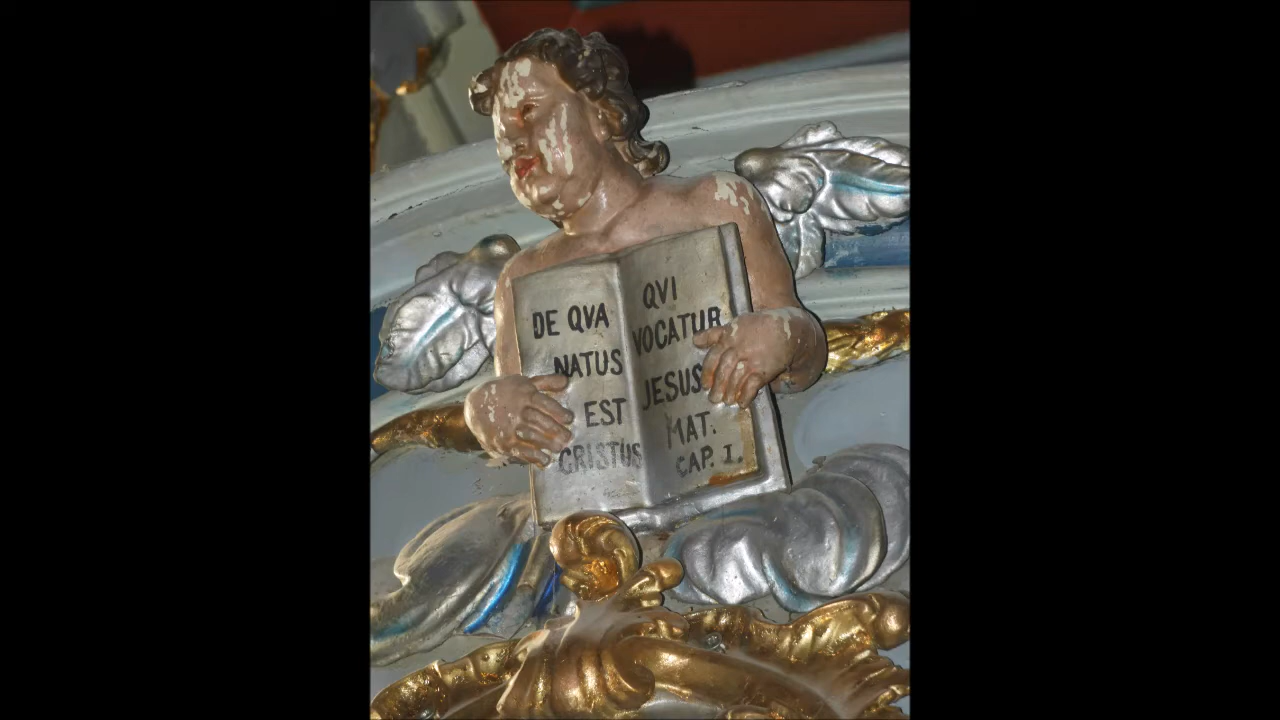 DE QVA
NATUS
EST
CRISTUS
QVI
VOCATUR
JESUS
MAT.
CAP. I.